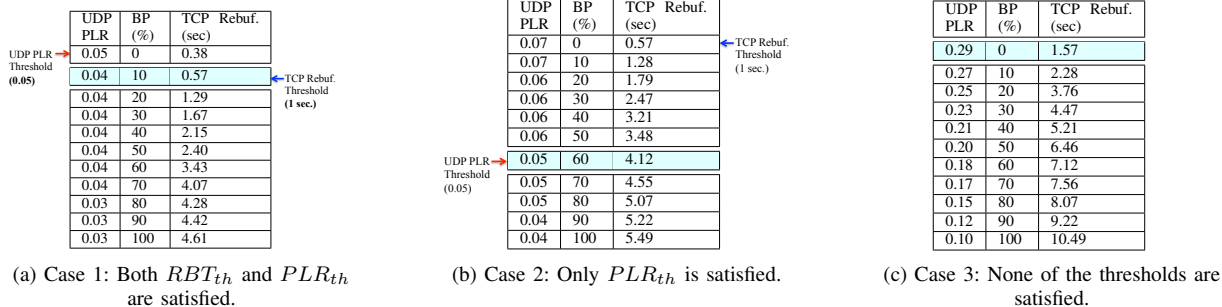 UDP PLR BP (%) TCP Rebuf. (sec)
0.05 0 0.38
0.04 10 0.57
0.04 20 1.29
0.04 30 1.67
0.04 40 2.15
0.04 50 2.40
0.04 60 3.43
0.04 70 4.07
0.03 80 4.28
0.03 90 4.42
0.03 100 4.61
UDP PLR
Threshold
(0.05)
TCP Rebuf.
Threshold
(1 sec.)
(a) Case 1: Both RBT_th and PLR_th
are satisfied.
UDP PLR BP (%) TCP Rebuf. (sec)
0.07 0 0.57
0.07 10 1.28
0.06 20 1.79
0.06 30 2.47
0.06 40 3.21
0.06 50 3.48
0.05 60 4.12
0.05 70 4.55
0.05 80 5.07
0.04 90 5.22
0.04 100 5.49
TCP Rebuf.
Threshold
(1 sec.)
UDP PLR
Threshold
(0.05)
(b) Case 2: Only PLR_th is satisfied.
UDP PLR BP (%) TCP Rebuf. (sec)
0.29 0 1.57
0.27 10 2.28
0.25 20 3.76
0.23 30 4.47
0.21 40 5.21
0.20 50 6.46
0.18 60 7.12
0.17 70 7.56
0.15 80 8.07
0.12 90 9.22
0.10 100 10.49
(c) Case 3: None of the thresholds are
satisfied.